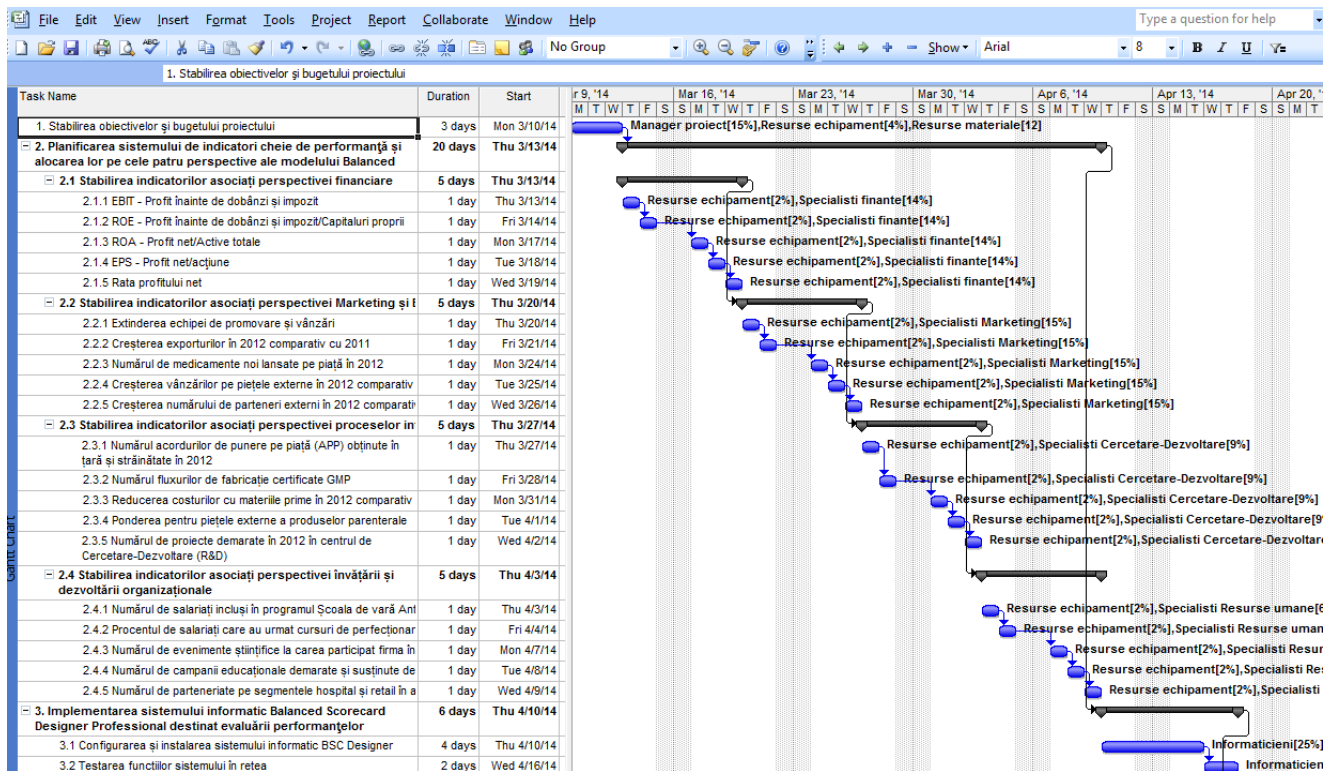 File Edit View Insert Format Tools Project Report Collaborate Window Help Type a question for help
No Group Show Arial 8 B I U
1. Stabilirea obiectivelor și bugetului proiectului
Task Name Duration Start r 9, '14 Mar 16, '14 Mar 23, '14 Mar 30, '14 Apr 6, '14 Apr 13, '14 Apr 20, '
M T W T F S S M T W T F S S M T W T F S S M T W T F S S M T W T F S S M T W T F S S M T W
1. Stabilirea obiectivelor și bugetului proiectului 3 days Mon 3/10/14 Manager proiect[15%],Resurse echipament[4%],Resurse materiale[12]
2. Planificarea sistemului de indicatori cheie de performanţă și 20 days Thu 3/13/14
alocarea lor pe cele patru perspective ale modelului Balanced
2.1 Stabilirea indicatorilor asociați perspectivei financiare 5 days Thu 3/13/14
2.1.1 EBIT - Profit înainte de dobânzi și impozit 1 day Thu 3/13/14 Resurse echipament[2%],Specialisti finante[14%]
2.1.2 ROE - Profit înainte de dobânzi și impozit/Capitaluri proprii 1 day Fri 3/14/14 Resurse echipament[2%],Specialisti finante[14%]
2.1.3 ROA - Profit net/Active totale 1 day Mon 3/17/14 Resurse echipament[2%],Specialisti finante[14%]
2.1.4 EPS - Profit net/acțiune 1 day Tue 3/18/14 Resurse echipament[2%],Specialisti finante[14%]
2.1.5 Rata profitului net 1 day Wed 3/19/14 Resurse echipament[2%],Specialisti finante[14%]
2.2 Stabilirea indicatorilor asociați perspectivei Marketing și 5 days Thu 3/20/14
2.2.1 Extinderea echipei de promovare și vânzări 1 day Thu 3/20/14 Resurse echipament[2%],Specialisti Marketing[15%]
2.2.2 Creșterea exporturilor în 2012 comparativ cu 2011 1 day Fri 3/21/14 Resurse echipament[2%],Specialisti Marketing[15%]
2.2.3 Numărul de medicamente noi lansate pe piață în 2012 1 day Mon 3/24/14 Resurse echipament[2%],Specialisti Marketing[15%]
2.2.4 Creșterea vânzărilor pe piețele externe în 2012 comparativ 1 day Tue 3/25/14 Resurse echipament[2%],Specialisti Marketing[15%]
2.2.5 Creșterea numărului de parteneri externi în 2012 comparativ 1 day Wed 3/26/14 Resurse echipament[2%],Specialisti Marketing[15%]
2.3 Stabilirea indicatorilor asociați perspectivei proceselor in 5 days Thu 3/27/14
2.3.1 Numărul acordurilor de punere pe piață (APP) obținute în 1 day Thu 3/27/14 Resurse echipament[2%],Specialisti Cercetare-Dezvoltare[9%]
țară și străinătate în 2012
2.3.2 Numărul fluxurilor de fabricație certificate GMP 1 day Fri 3/28/14 Resurse echipament[2%],Specialisti Cercetare-Dezvoltare[9%]
2.3.3 Reducerea costurilor cu materiile prime în 2012 comparativ 1 day Mon 3/31/14 Resurse echipament[2%],Specialisti Cercetare-Dezvoltare[9%]
2.3.4 Ponderea pentru piețele externe a produselor parenterale 1 day Tue 4/1/14 Resurse echipament[2%],Specialisti Cercetare-Dezvoltare[9%
2.3.5 Numărul de proiecte demarate în 2012 în centrul de 1 day Wed 4/2/14 Resurse echipament[2%],Specialisti Cercetare-Dezvoltare
Cercetare-Dezvoltare (R&D)
Gantt Chart
2.4 Stabilirea indicatorilor asociați perspectivei învățării și 5 days Thu 4/3/14
dezvoltării organizaționale
2.4.1 Numărul de salariați incluși în programul Școala de vară Ant 1 day Thu 4/3/14 Resurse echipament[2%],Specialisti Resurse umane[6
2.4.2 Procentul de salariați care au urmat cursuri de perfecționar 1 day Fri 4/4/14 Resurse echipament[2%],Specialisti Resurse uman
2.4.3 Numărul de evenimente științifice la carea participat firma în 1 day Mon 4/7/14 Resurse echipament[2%],Specialisti Resur
2.4.4 Numărul de campanii educaționale demarate și susținute de 1 day Tue 4/8/14 Resurse echipament[2%],Specialisti Res
2.4.5 Numărul de parteneriate pe segmentele hospital și retail în a 1 day Wed 4/9/14 Resurse echipament[2%],Specialisti
3. Implementarea sistemului informatic Balanced Scorecard 6 days Thu 4/10/14
Designer Professional destinat evaluării performanţelor
3.1 Configurarea și instalarea sistemului informatic BSC Designer 4 days Thu 4/10/14 Informaticieni[25%]
3.2 Testarea funcțiilor sistemului în rețea 2 days Wed 4/16/14 Informaticien